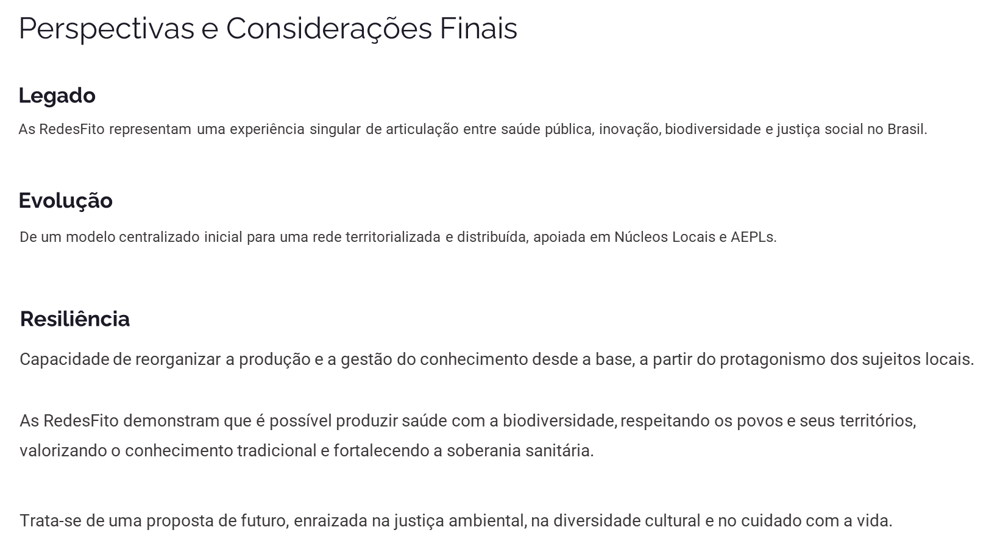 Perspectivas e Considerações Finais
Legado
As RedesFito representam uma experiência singular de articulação entre saúde pública, inovação, biodiversidade e justiça social no Brasil.
Evolução
De um modelo centralizado inicial para uma rede territorializada e distribuída, apoiada em Núcleos Locais e AEPLs.
Resiliência
Capacidade de reorganizar a produção e a gestão do conhecimento desde a base, a partir do protagonismo dos sujeitos locais.
As RedesFito demonstram que é possível produzir saúde com a biodiversidade, respeitando os povos e seus territórios,
valorizando o conhecimento tradicional e fortalecendo a soberania sanitária.
Trata-se de uma proposta de futuro, enraizada na justiça ambiental, na diversidade cultural e no cuidado com a vida.